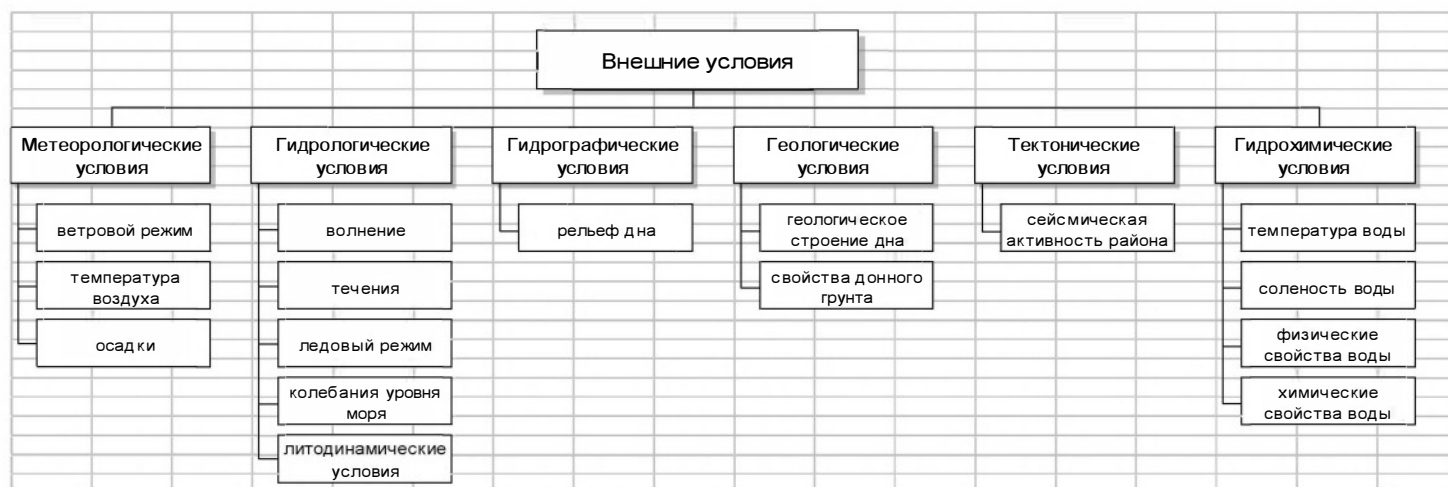 Внешние условия
Метеорологические
условия
ветровой режим
температура
воздуха
осадки
Гидрологические
условия
волнение
течения
ледовый режим
колебания уровня
моря
литодинамические
условия
Гидрографические
условия
рельеф дна
Геологические
условия
геологическое
строение дна
свойства донного
грунта
Тектонические
условия
сейсмическая
активность района
Гидрохимические
условия
температура воды
соленость воды
физические
свойства воды
химические
свойства воды